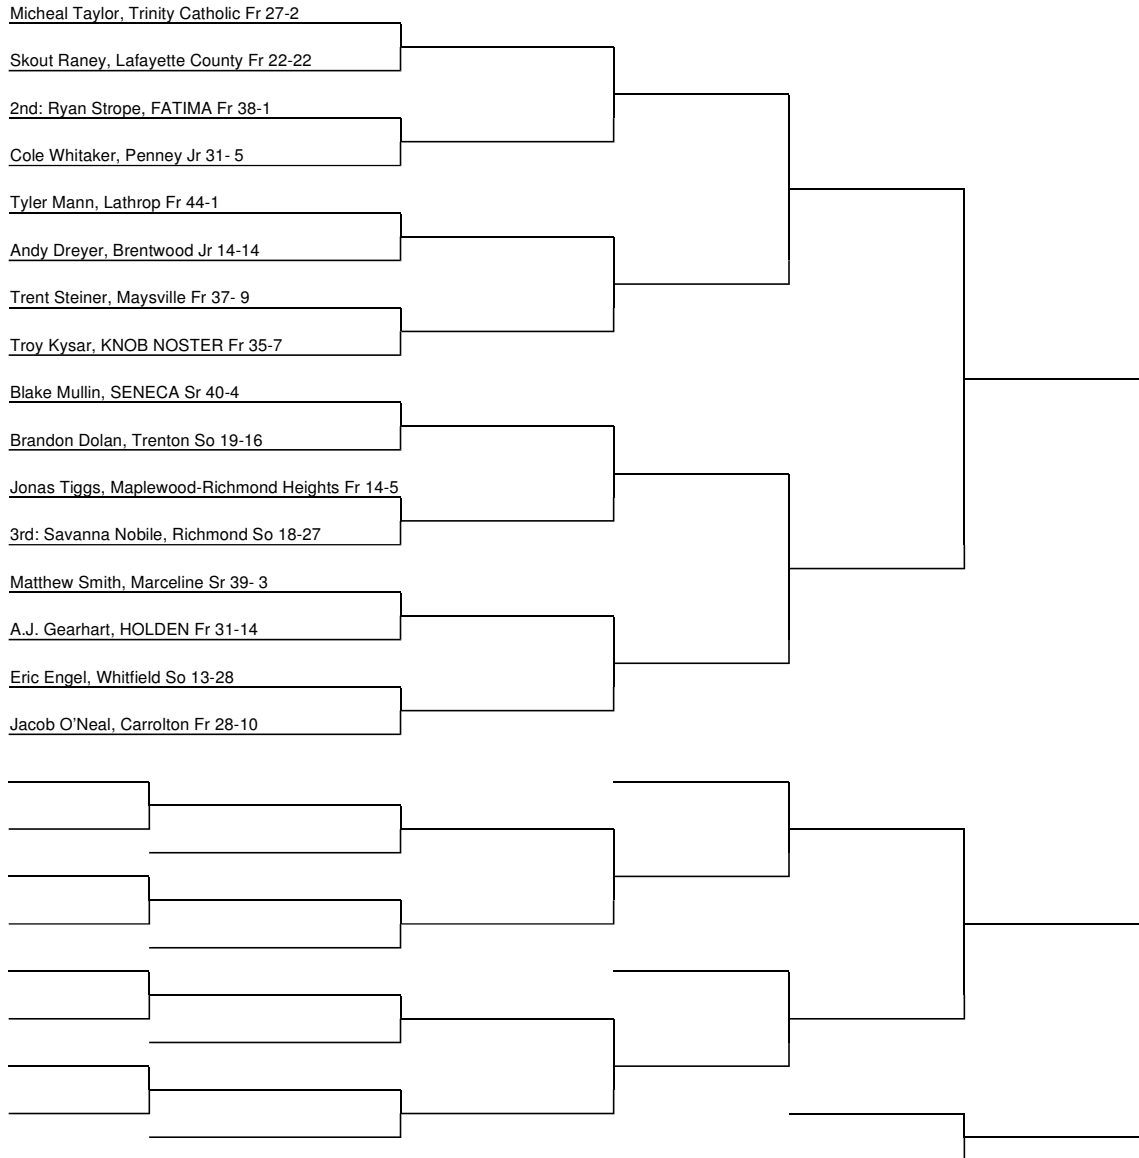 Micheal Taylor, Trinity Catholic Fr 27-2
Skout Raney, Lafayette County Fr 22-22
2nd: Ryan Strope, FATIMA Fr 38-1
Cole Whitaker, Penney Jr 31- 5
Tyler Mann, Lathrop Fr 44-1
Andy Dreyer, Brentwood Jr 14-14
Trent Steiner, Maysville Fr 37- 9
Troy Kysar, KNOB NOSTER Fr 35-7
Blake Mullin, SENECA Sr 40-4
Brandon Dolan, Trenton So 19-16
Jonas Tiggs, Maplewood-Richmond Heights Fr 14-5
3rd: Savanna Nobile, Richmond So 18-27
Matthew Smith, Marceline Sr 39- 3
A.J. Gearhart, HOLDEN Fr 31-14
Eric Engel, Whitfield So 13-28
Jacob O'Neal, Carrolton Fr 28-10